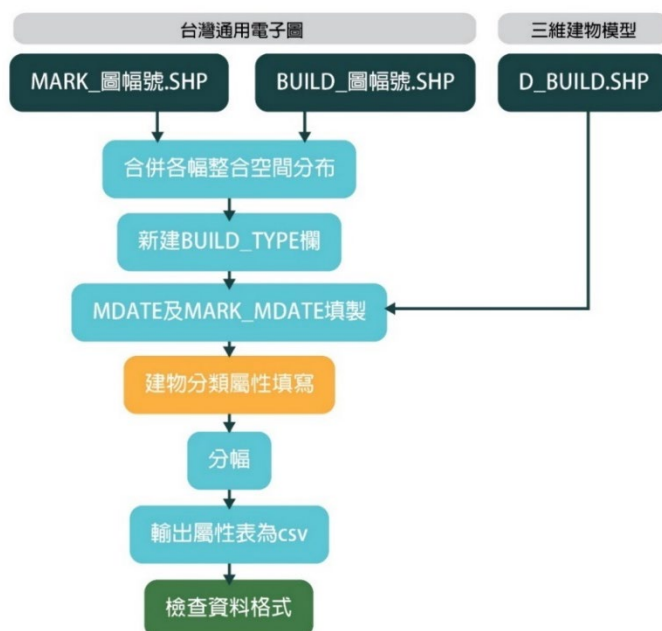 台灣通用電子圖
三維建物模型
MARK_圖幅號.SHP
BUILD_圖幅號.SHP
D_BUILD.SHP
合併各幅整合空間分布
新建BUILD_TYPE欄
MDATE及MARK_MDATE填製
建物分類屬性填寫
分幅
輸出屬性表為csv
檢查資料格式